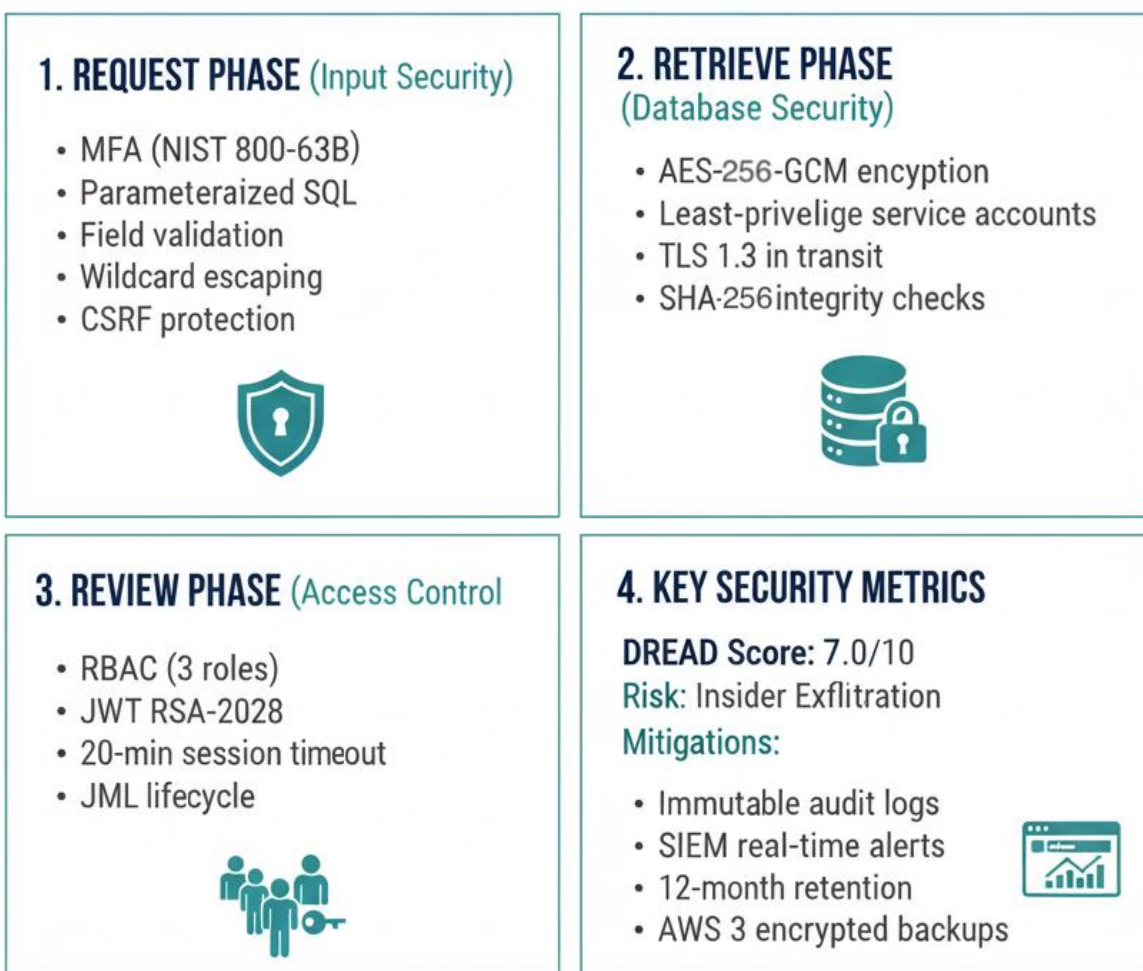 1. REQUEST PHASE (Input Security)
• MFA (NIST 800-63B)
• Parameteraized SQL
• Field validation
• Wildcard escaping
• CSRF protection
2. RETRIEVE PHASE
(Database Security)
• AES-256-GCM encyption
• Least-privelige service accounts
• TLS 1.3 in transit
• SHA-256 integrity checks
3. REVIEW PHASE (Access Control
• RBAC (3 roles)
• JWT RSA-2028
• 20-min session timeout
• JML lifecycle
4. KEY SECURITY METRICS
DREAD Score: 7.0/10
Risk: Insider Exflitration
Mitigations:
• Immutable audit logs
• SIEM real-time alerts
• 12-month retention
• AWS 3 encrypted backups